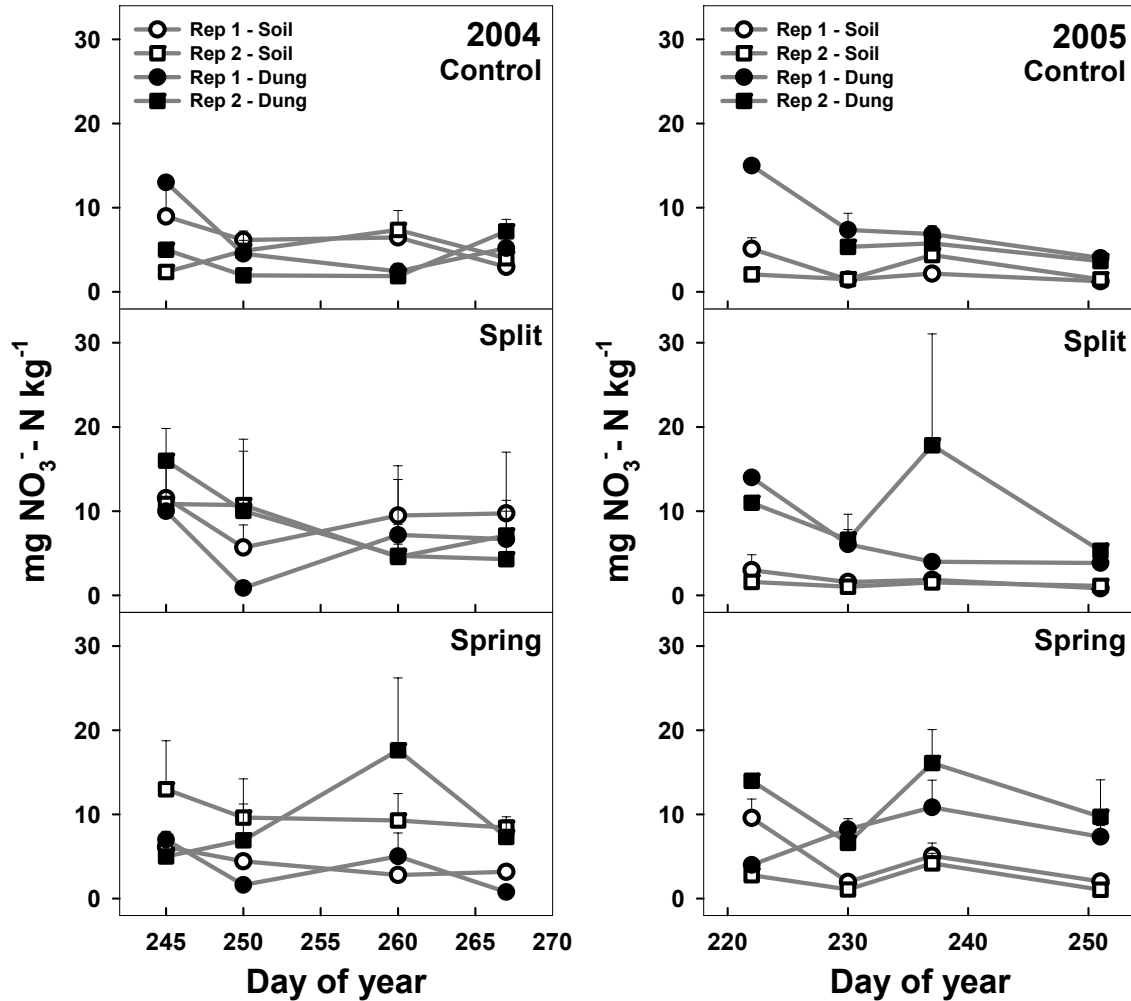 Rep 1 - Soil
Rep 2 - Soil
Rep 1 - Dung
Rep 2 - Dung
2004
Control
30
20
10
0
Split
30
20
10
0
Spring
30
20
10
0
245 250 255 260 265 270
Day of year
mg NO₃⁻- N kg⁻¹
Rep 1 - Soil
Rep 2 - Soil
Rep 1 - Dung
Rep 2 - Dung
2005
Control
30
20
10
0
Split
30
20
10
0
Spring
30
20
10
0
220 230 240 250
Day of year
mg NO₃⁻- N kg⁻¹